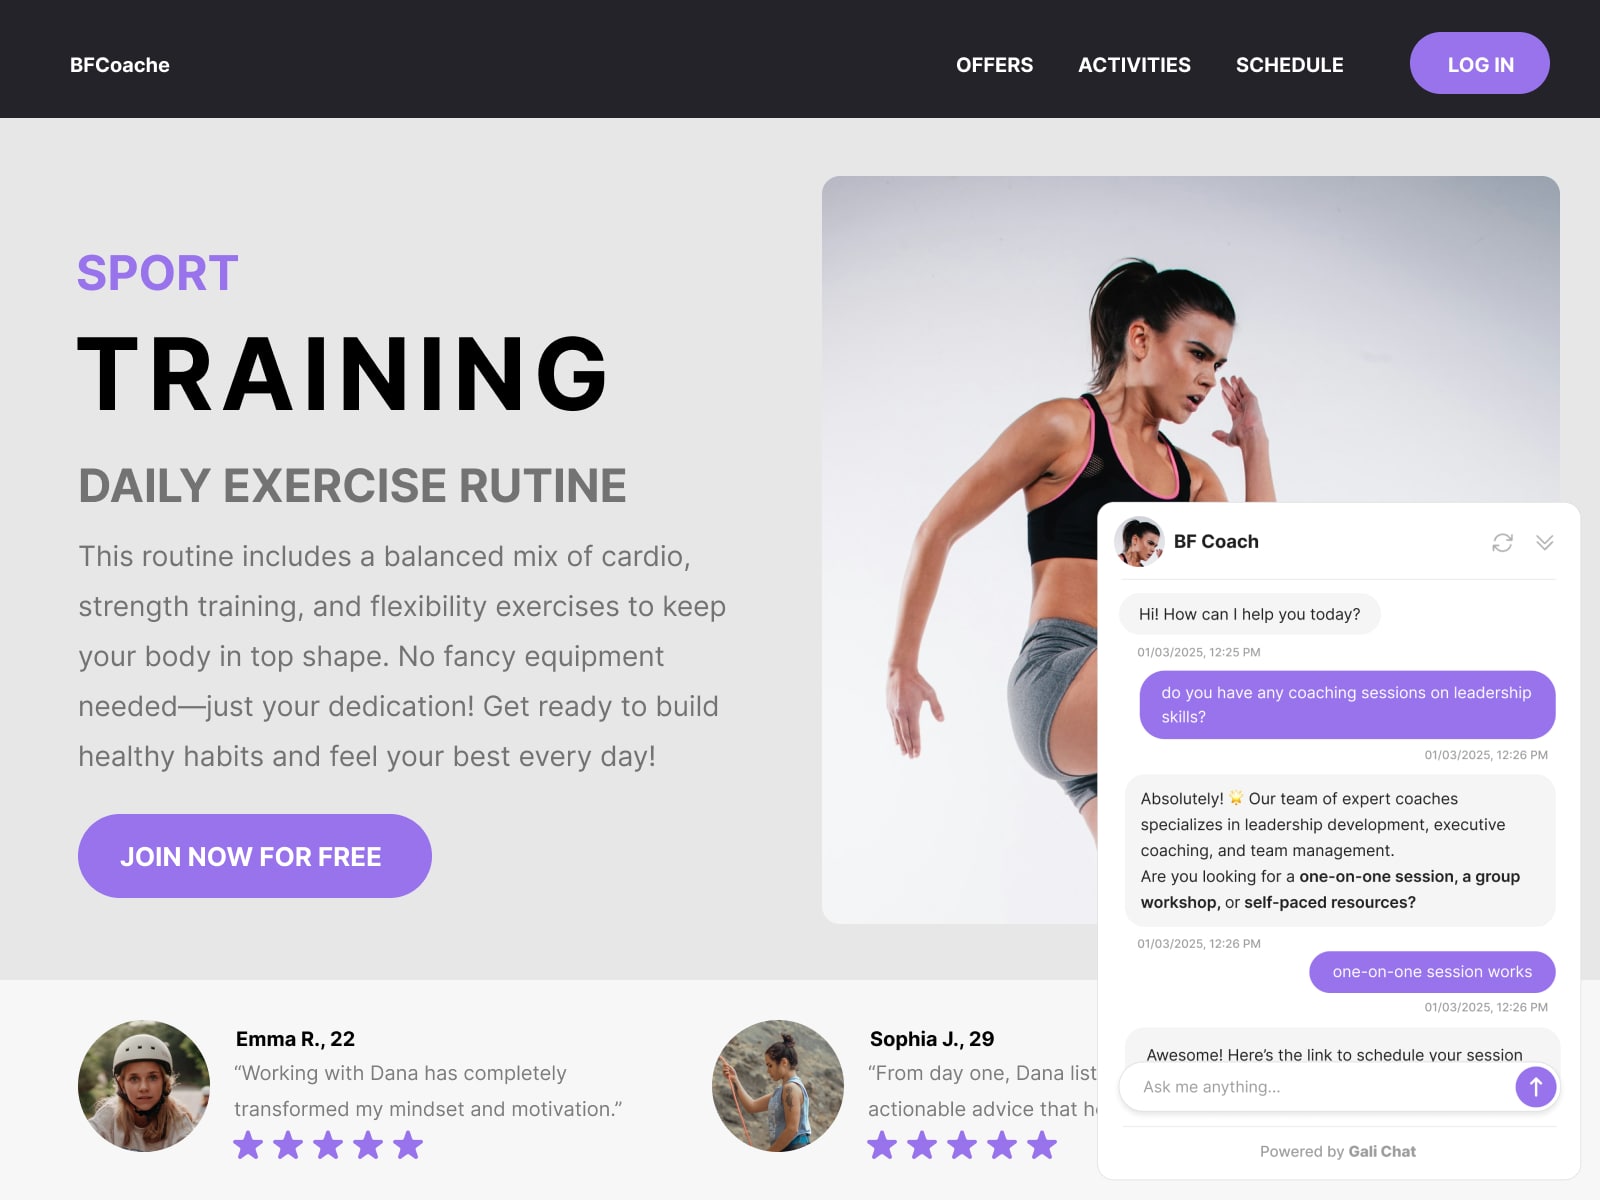 BFCoache
OFFERS ACTIVITIES SCHEDULE LOG IN
SPORT
TRAINING
DAILY EXERCISE RUTINE
This routine includes a balanced mix of cardio,
strength training, and flexibility exercises to keep
your body in top shape. No fancy equipment
needed—just your dedication! Get ready to build
healthy habits and feel your best every day!
JOIN NOW FOR FREE
Emma R., 22
“Working with Dana has completely
transformed my mindset and motivation.”
Sophia J., 29
“From day one, Dana list
actionable advice that
BF Coach
Hi! How can I help you today?
01/03/2025, 12:25 PM
do you have any coaching sessions on leadership
skills?
01/03/2025, 12:26 PM
Absolutely! 🌟 Our team of expert coaches
specializes in leadership development, executive
coaching, and team management.
Are you looking for a one-on-one session, a group
workshop, or self-paced resources?
01/03/2025, 12:26 PM
one-on-one session works
01/03/2025, 12:26 PM
Awesome! Here’s the link to schedule your session
Ask me anything...
Powered by Gali Chat